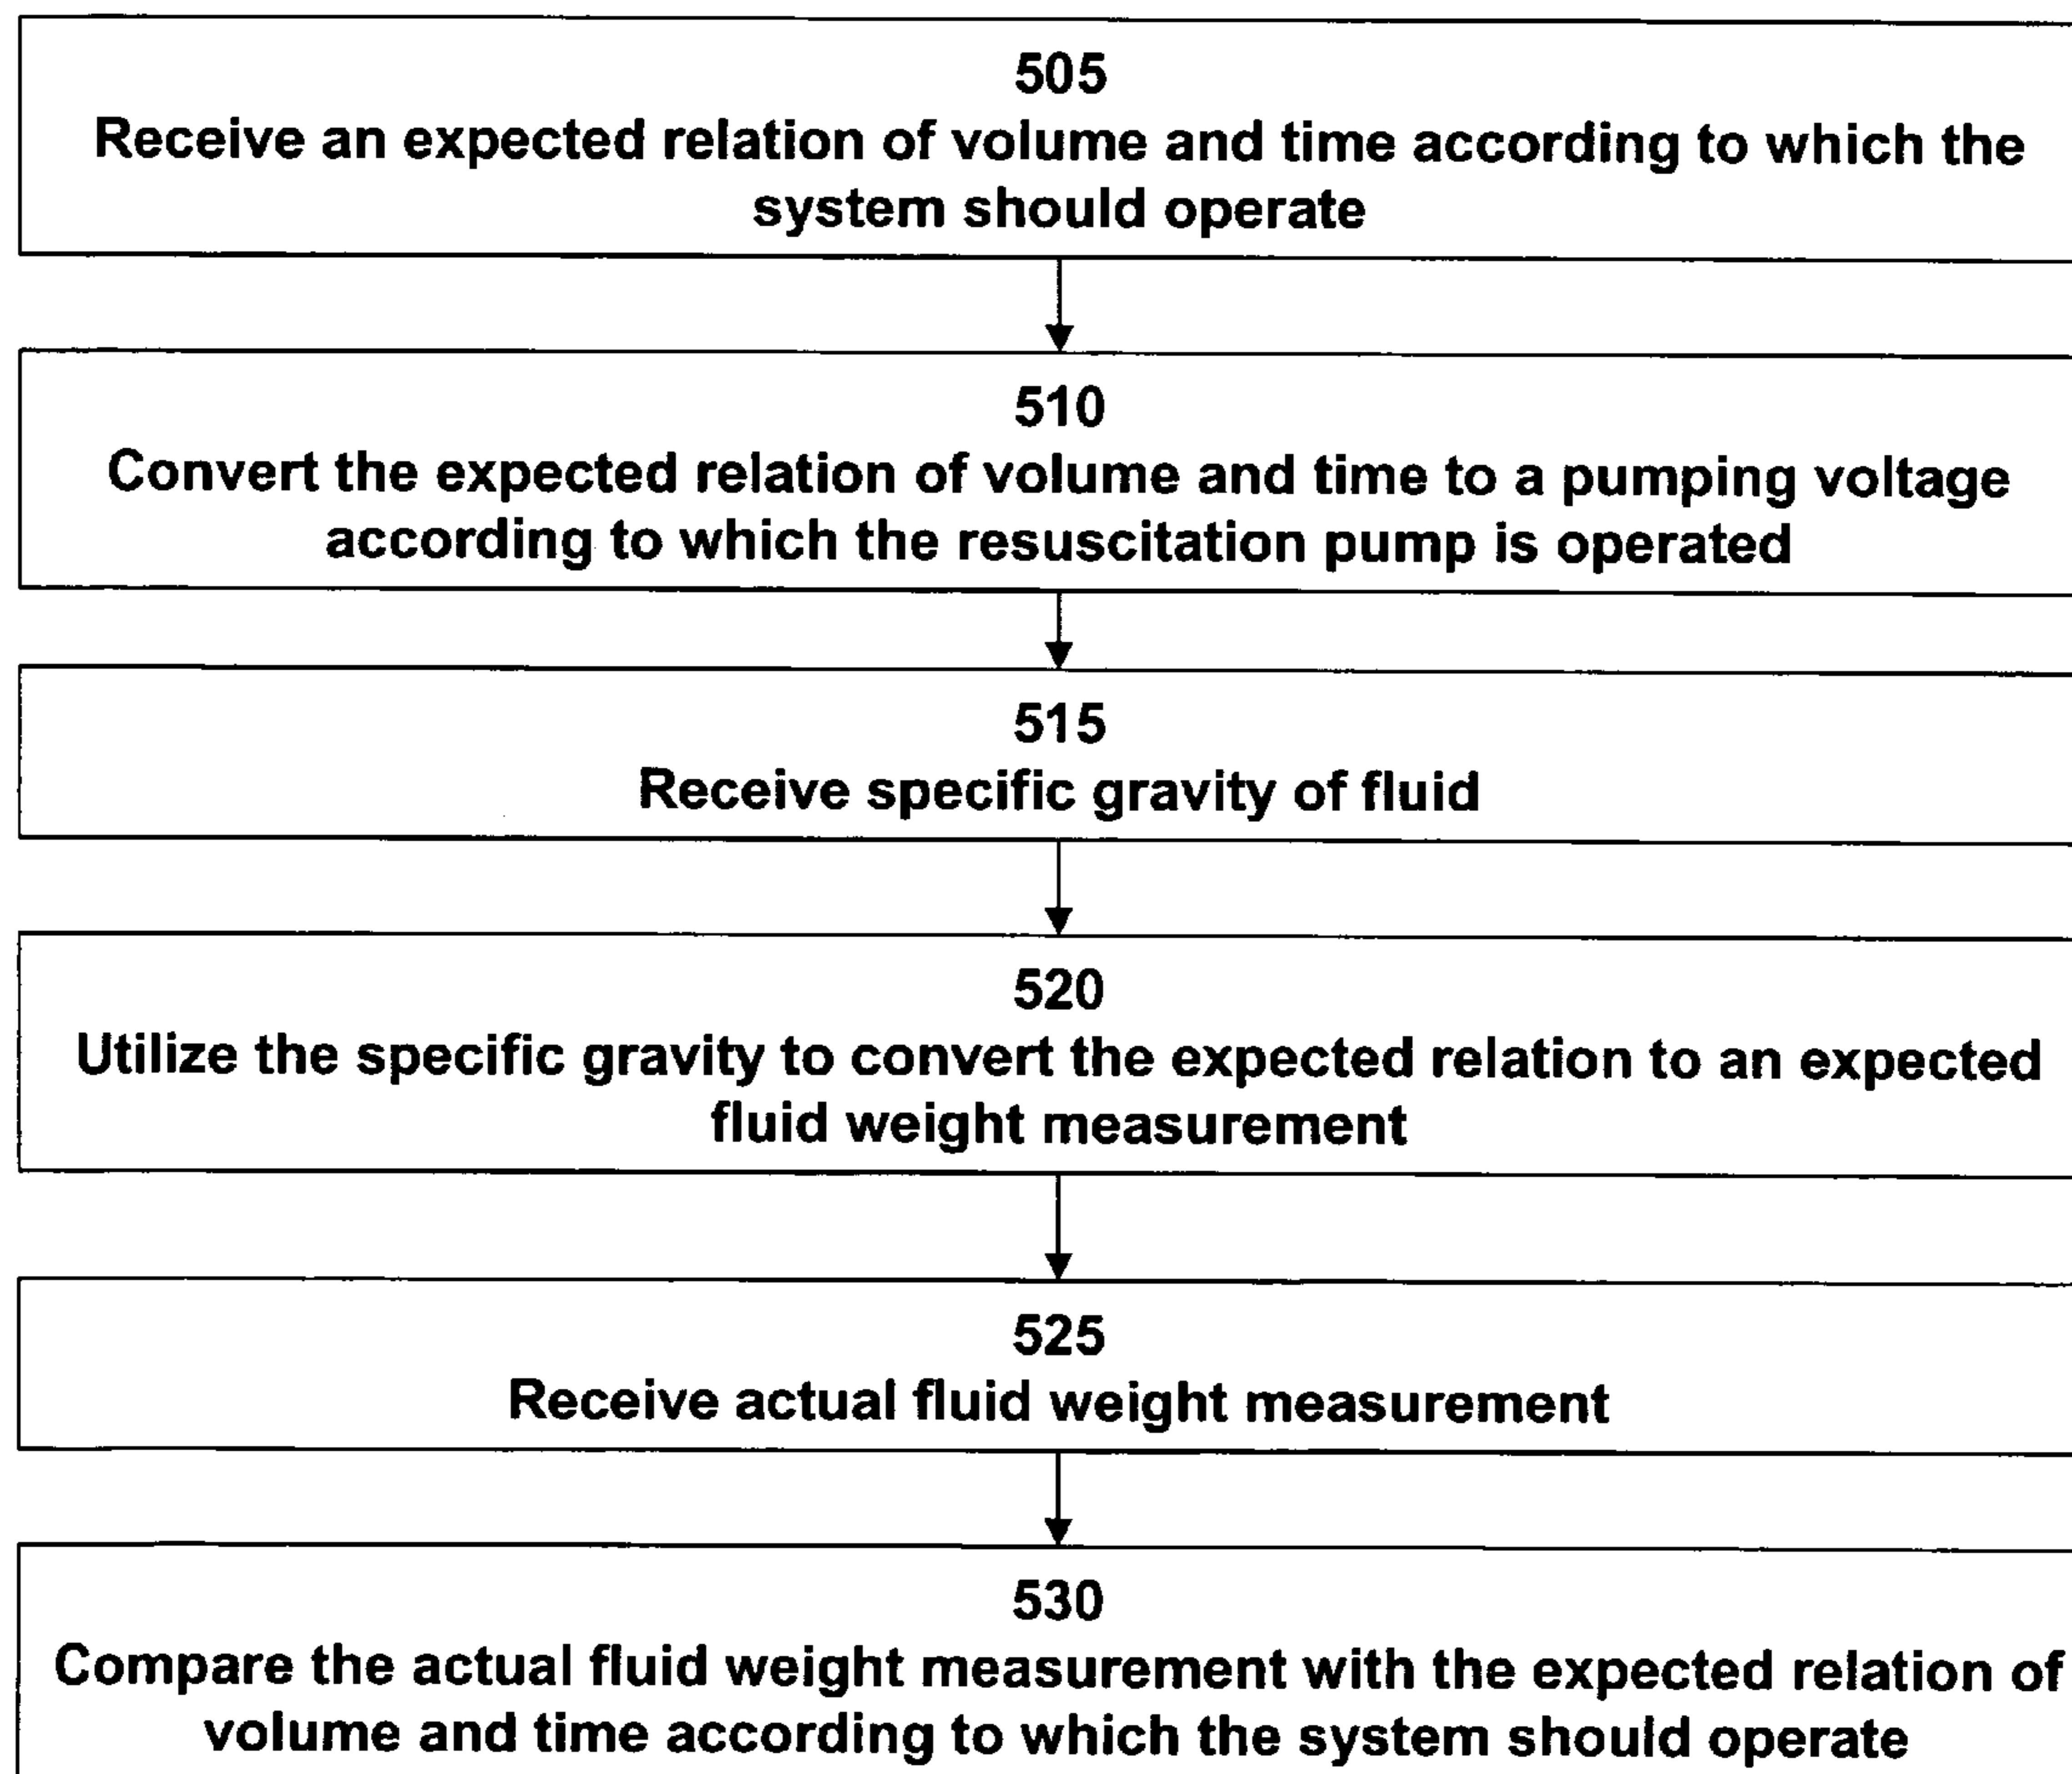 505
Receive an expected relation of volume and time according to which the
system should operate
510
Convert the expected relation of volume and time to a pumping voltage
according to which the resuscitation pump is operated
515
Receive specific gravity of fluid
520
Utilize the specific gravity to convert the expected relation to an expected
fluid weight measurement
525
Receive actual fluid weight measurement
530
Compare the actual fluid weight measurement with the expected relation of
volume and time according to which the system should operate